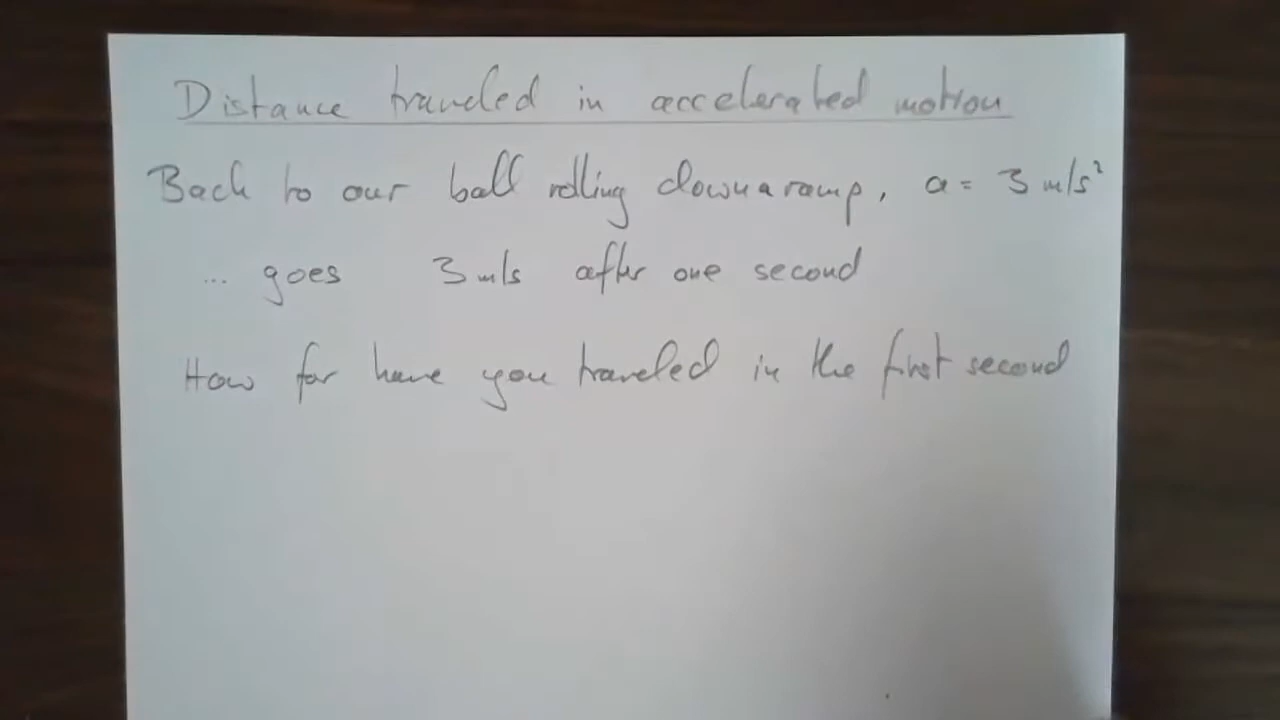 Distance traveled in accelerated motion
Back to our ball rolling down a ramp, a = 3 m/s²
... goes 3 m/s after one second
How far have you traveled in the first second